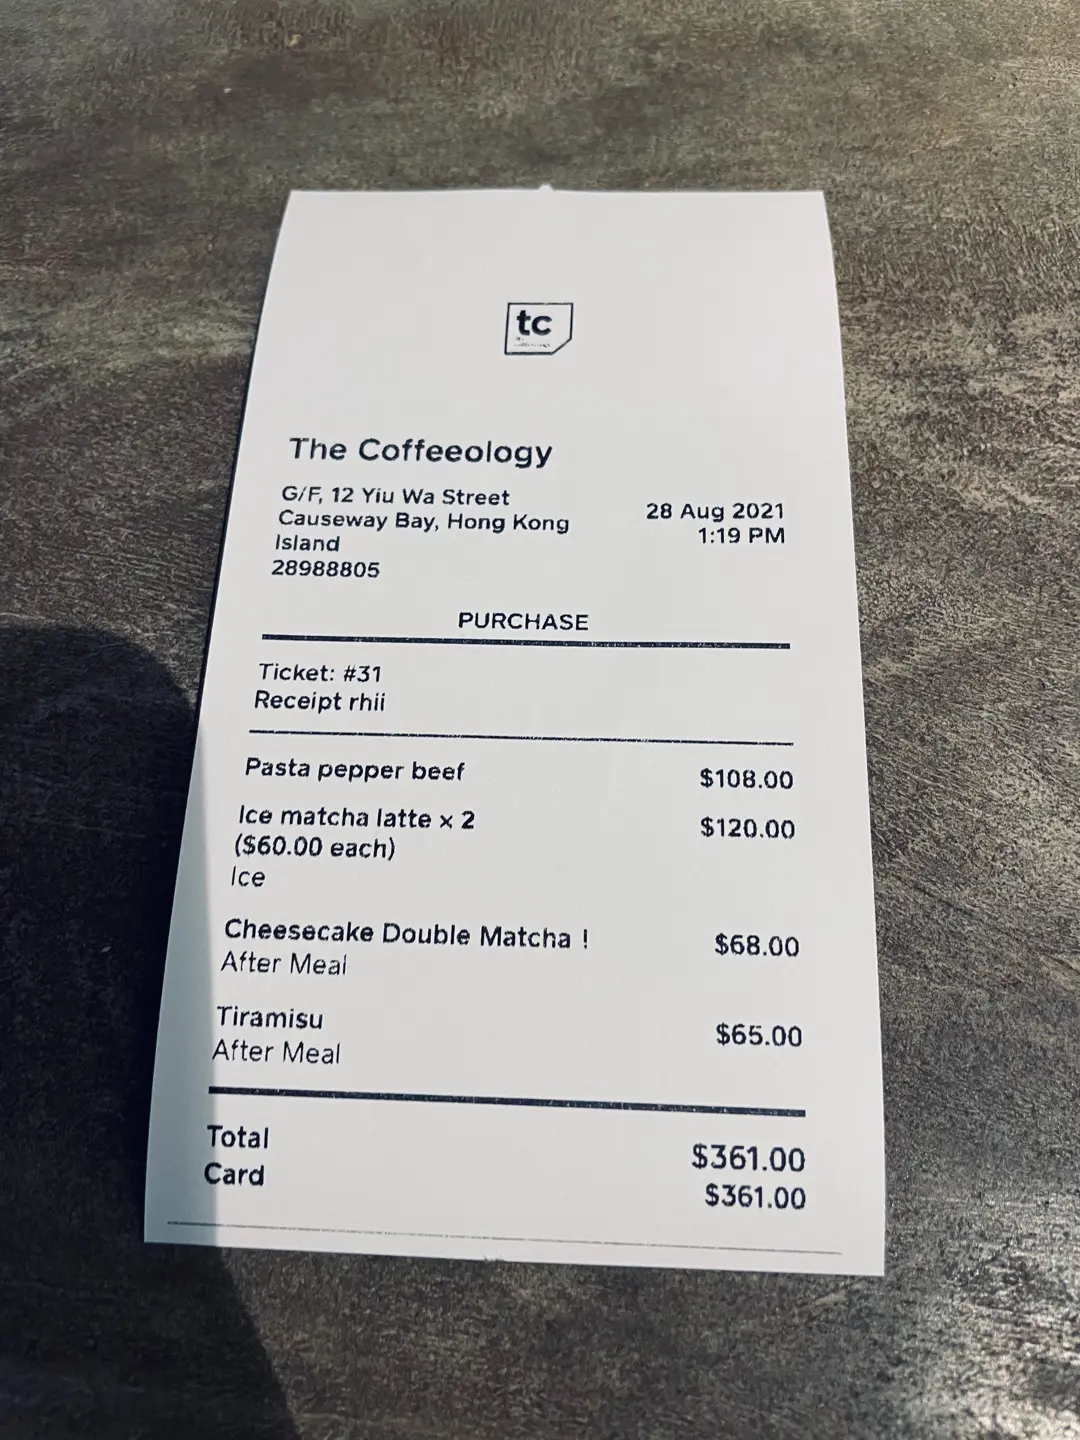 tc
The Coffeeology
G/F, 12 Yiu Wa Street
Causeway Bay, Hong Kong
Island
28988805
28 Aug 2021
1:19 PM
PURCHASE
Ticket: #31
Receipt rhii
Pasta pepper beef $108.00
Ice matcha latte x 2 $120.00
($60.00 each)
Ice
Cheesecake Double Matcha ! $68.00
After Meal
Tiramisu $65.00
After Meal
Total $361.00
Card $361.00